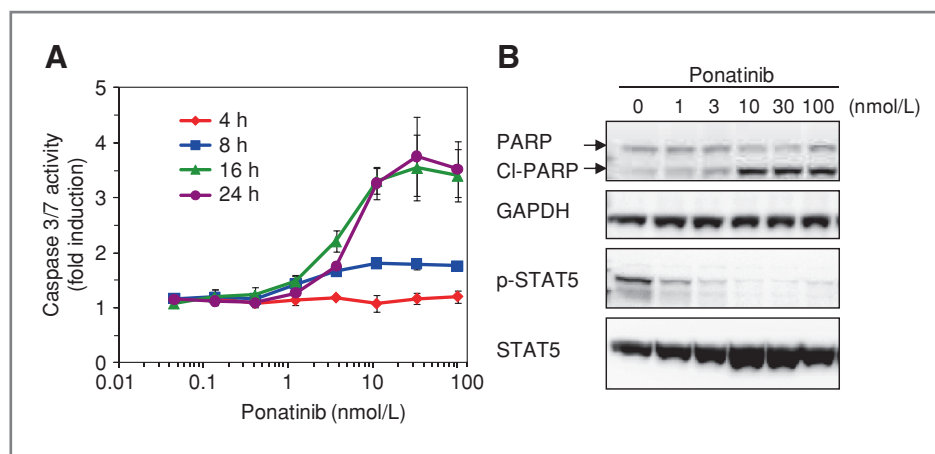 A
Caspase 3/7 activity
(fold induction)
5
4
3
2
1
0
4 h
8 h
16 h
24 h
0.01 0.1 1 10 100
Ponatinib (nmol/L)
B
Ponatinib
0 1 3 10 30 100 (nmol/L)
PARP
Cl-PARP
GAPDH
p-STAT5
STAT5